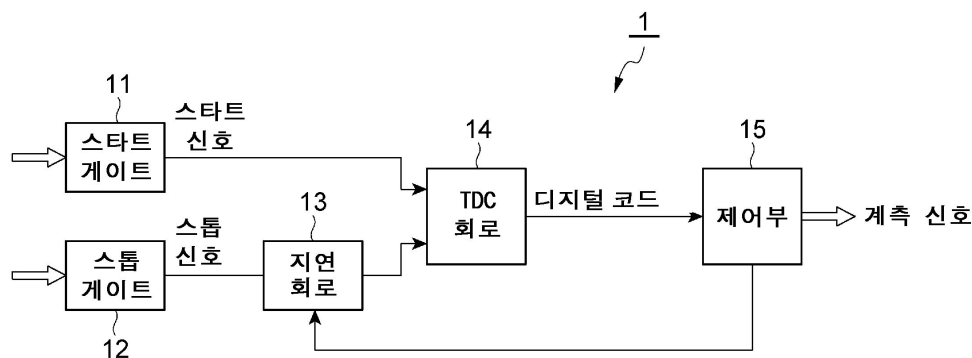 1
11
스타트
게이트
스타트
신호
14
TDC
회로
디지털 코드
15
제어부
계측 신호
스톱
게이트
12
스톱
신호
13
지연
회로